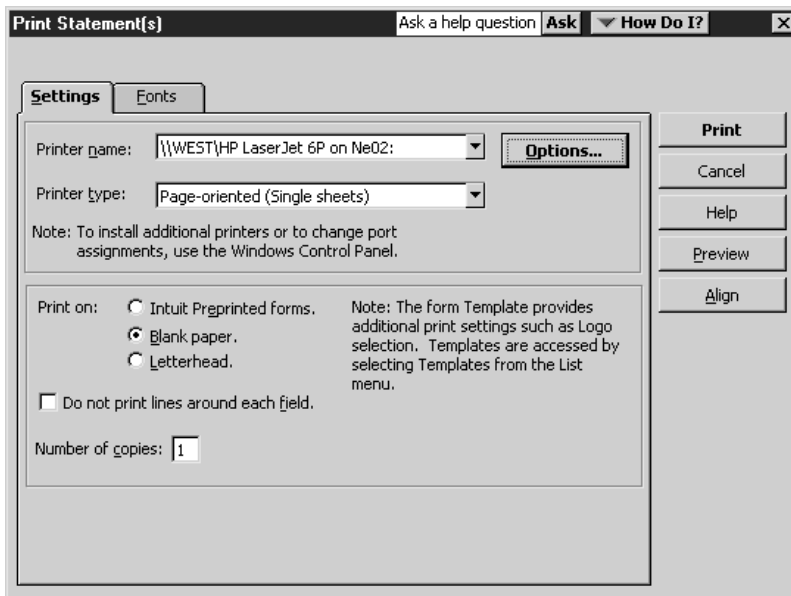 Print Statement(s)
Ask a help question Ask How Do I?
Settings Fonts
Printer name: \\WEST\HP LaserJet 6P on Ne02:
Options...
Printer type: Page-oriented (Single sheets)
Note: To install additional printers or to change port
assignments, use the Windows Control Panel.
Print on:
Intuit Preprinted forms.
Blank paper.
Letterhead.
Note: The form Template provides
additional print settings such as Logo
selection. Templates are accessed by
selecting Templates from the List
menu.
Do not print lines around each field.
Number of copies: 1
Print
Cancel
Help
Preview
Align